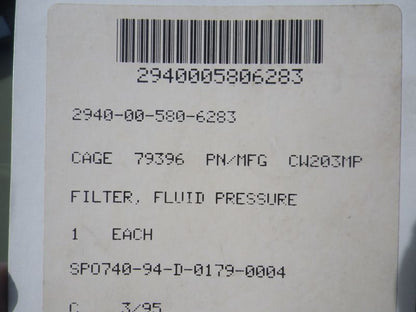 2940005806283
2940-00-580-6283
CAGE 79396 PN/MFG CW203MP
FILTER, FLUID PRESSURE
1 EACH
SPO740-94-D-0179-0004
C 3/95